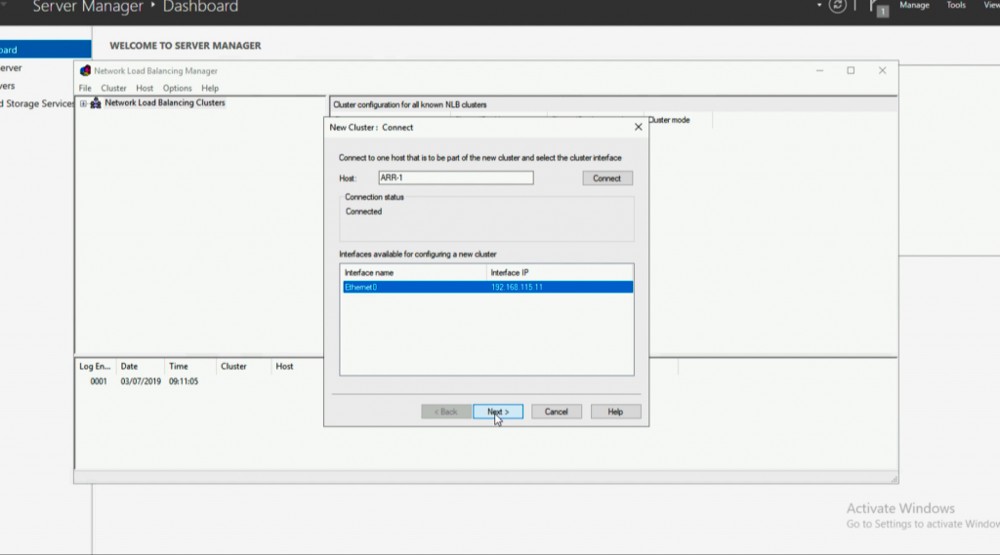 Server Manager • Dashboard
1
Manage Tools View
WELCOME TO SERVER MANAGER
oard
erver
vers
d Storage Services
Network Load Balancing Manager
File Cluster Host Options Help
Network Load Balancing Clusters
Cluster configuration for all known NLB clusters
Cluster mode
New Cluster : Connect
Connect to one host that is to be part of the new cluster and select the cluster interface
Host: ARR-1 Connect
Connection status
Connected
Interfaces available for configuring a new cluster
Interface name Interface IP
Ethernet0 192.168.115.11
Log En... Date Time Cluster Host
0001 03/07/2019 09:11:05
< Back Next > Cancel Help
Activate Windows
Go to Settings to activate Window